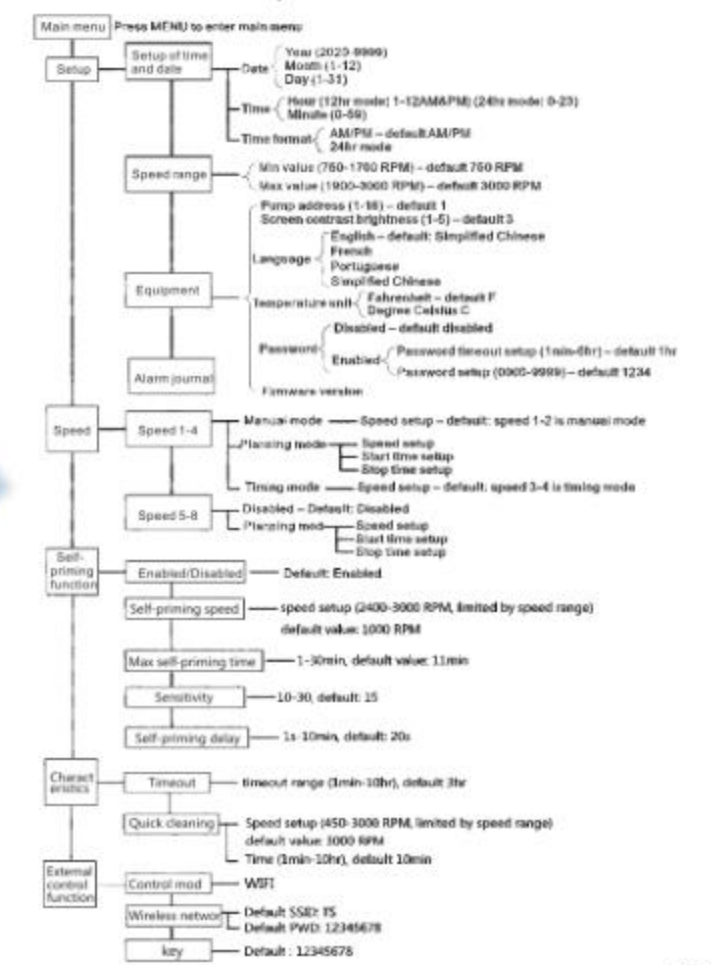 Main menu Press MENU to enter main menu
Setup
Setup of time and date
Date
Year (2020-9999)
Month (1-12)
Day (1-31)
Time
Hour (12hr mode: 1-12AM&PM) (24hr mode: 0-23)
Minute (0-59)
Time format
AM/PM – default AM/PM
24hr mode
Speed range
Min value (750-1700 RPM) – default 750 RPM
Max value (1900-3000 RPM) – default 3000 RPM
Equipment
Pump address (1-16) – default 1
Screen contrast brightness (1-5) – default 3
Language
English – default: Simplified Chinese
French
Portuguese
Simplified Chinese
Temperature unit
Fahrenheit – default F
Degree Celsius C
Password
Disabled – default disabled
Enabled
Password timeout setup (1min-6hr) – default 1hr
Password setup (0005-9999) – default 1234
Firmware version
Alarm journal
Speed
Speed 1-4
Manual mode
Speed setup – default: speed 1-2 is manual mode
Planning mode
Speed setup
Start time setup
Stop time setup
Timing mode
Speed setup – default: speed 3-4 is timing mode
Speed 5-8
Disabled – Default: Disabled
Planning mod
Speed setup
Start time setup
Stop time setup
Self-
priming
function
Enabled/Disabled
Default: Enabled
Self-priming speed
speed setup (2400-3000 RPM, limited by speed range)
default value: 1000 RPM
Max self-priming time
1-30min, default value: 11min
Sensitivity
10-30, default: 15
Self-priming delay
1s-10min, default: 20s
Charact
eristics
Timeout
timeout range (1min-10hr), default 3hr
Quick cleaning
Speed setup (450-3000 RPM, limited by speed range)
default value: 3000 RPM
Time (1min-10hr), default 10min
External
control
function
Control mod
WIFI
Wireless networ
Default SSID: TS
Default PWD: 12345678
key
Default : 12345678